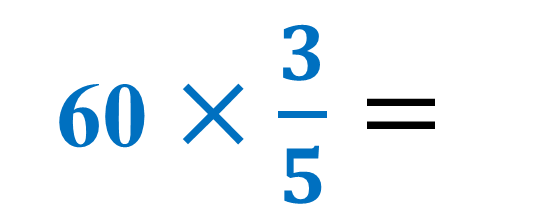 60 × 3/5 =